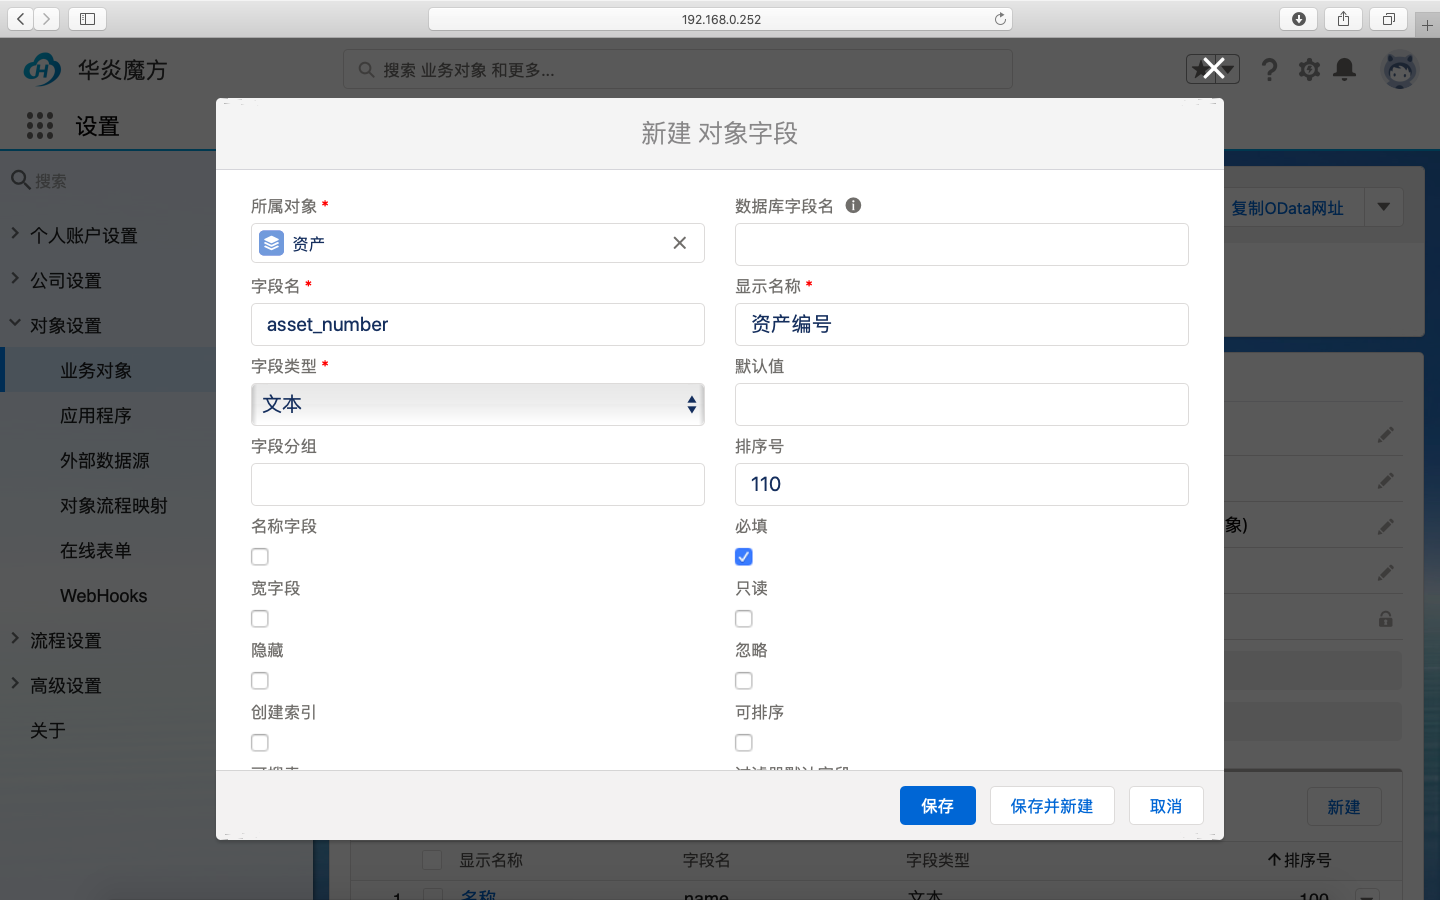 192.168.0.252
华炎魔方
搜索 业务对象 和更多...
设置
搜索
个人账户设置
公司设置
对象设置
业务对象
应用程序
外部数据源
对象流程映射
在线表单
WebHooks
流程设置
高级设置
关于
复制OData网址
象)
新建 对象字段
所属对象 *
资产
数据库字段名
字段名 *
asset_number
显示名称 *
资产编号
字段类型 *
文本
默认值
字段分组
排序号
110
名称字段
必填
宽字段
只读
隐藏
忽略
创建索引
可排序
保存
保存并新建
取消
新建
显示名称
字段名
字段类型
排序号
1
名称
name
文本
100